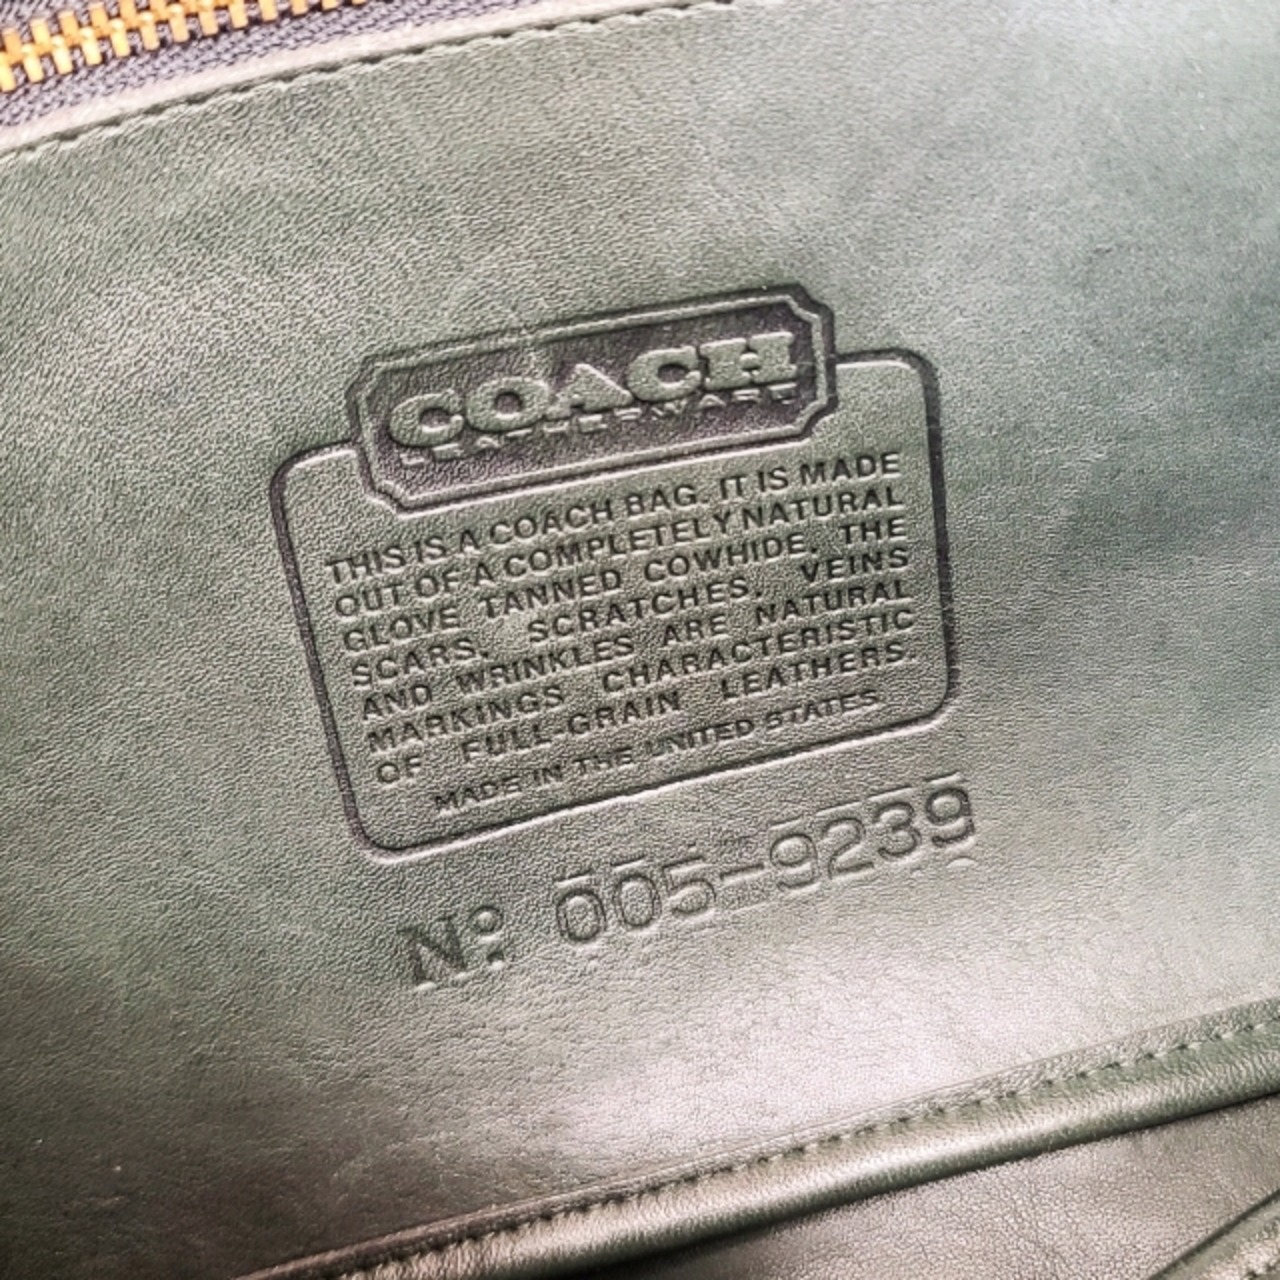 COACH
LEATHERWARE
THIS IS A COACH BAG. IT IS MADE
OUT OF A COMPLETELY NATURAL
GLOVE TANNED COWHIDE. THE
SCARS, SCRATCHES, VEINS
AND WRINKLES ARE NATURAL
MARKINGS CHARACTERISTIC
OF FULL-GRAIN LEATHERS.
MADE IN THE UNITED STATES
Nº 005-9239